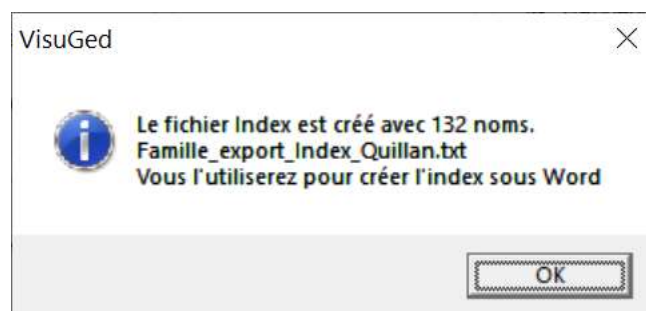 VisuGed
Le fichier Index est créé avec 132 noms.
Famille_export_Index_Quillan.txt
Vous l'utiliserez pour créer l'index sous Word
OK